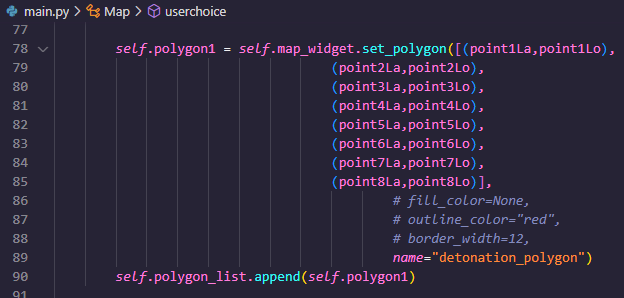 main.py > Map > userchoice
77
78 self.polygon1 = self.map_widget.set_polygon([(point1La,point1Lo),
79 (point2La,point2Lo),
80 (point3La,point3Lo),
81 (point4La,point4Lo),
82 (point5La,point5Lo),
83 (point6La,point6Lo),
84 (point7La,point7Lo),
85 (point8La,point8Lo)],
86 # fill_color=None,
87 # outline_color="red",
88 # border_width=12,
89 name="detonation_polygon")
90 self.polygon_list.append(self.polygon1)
91